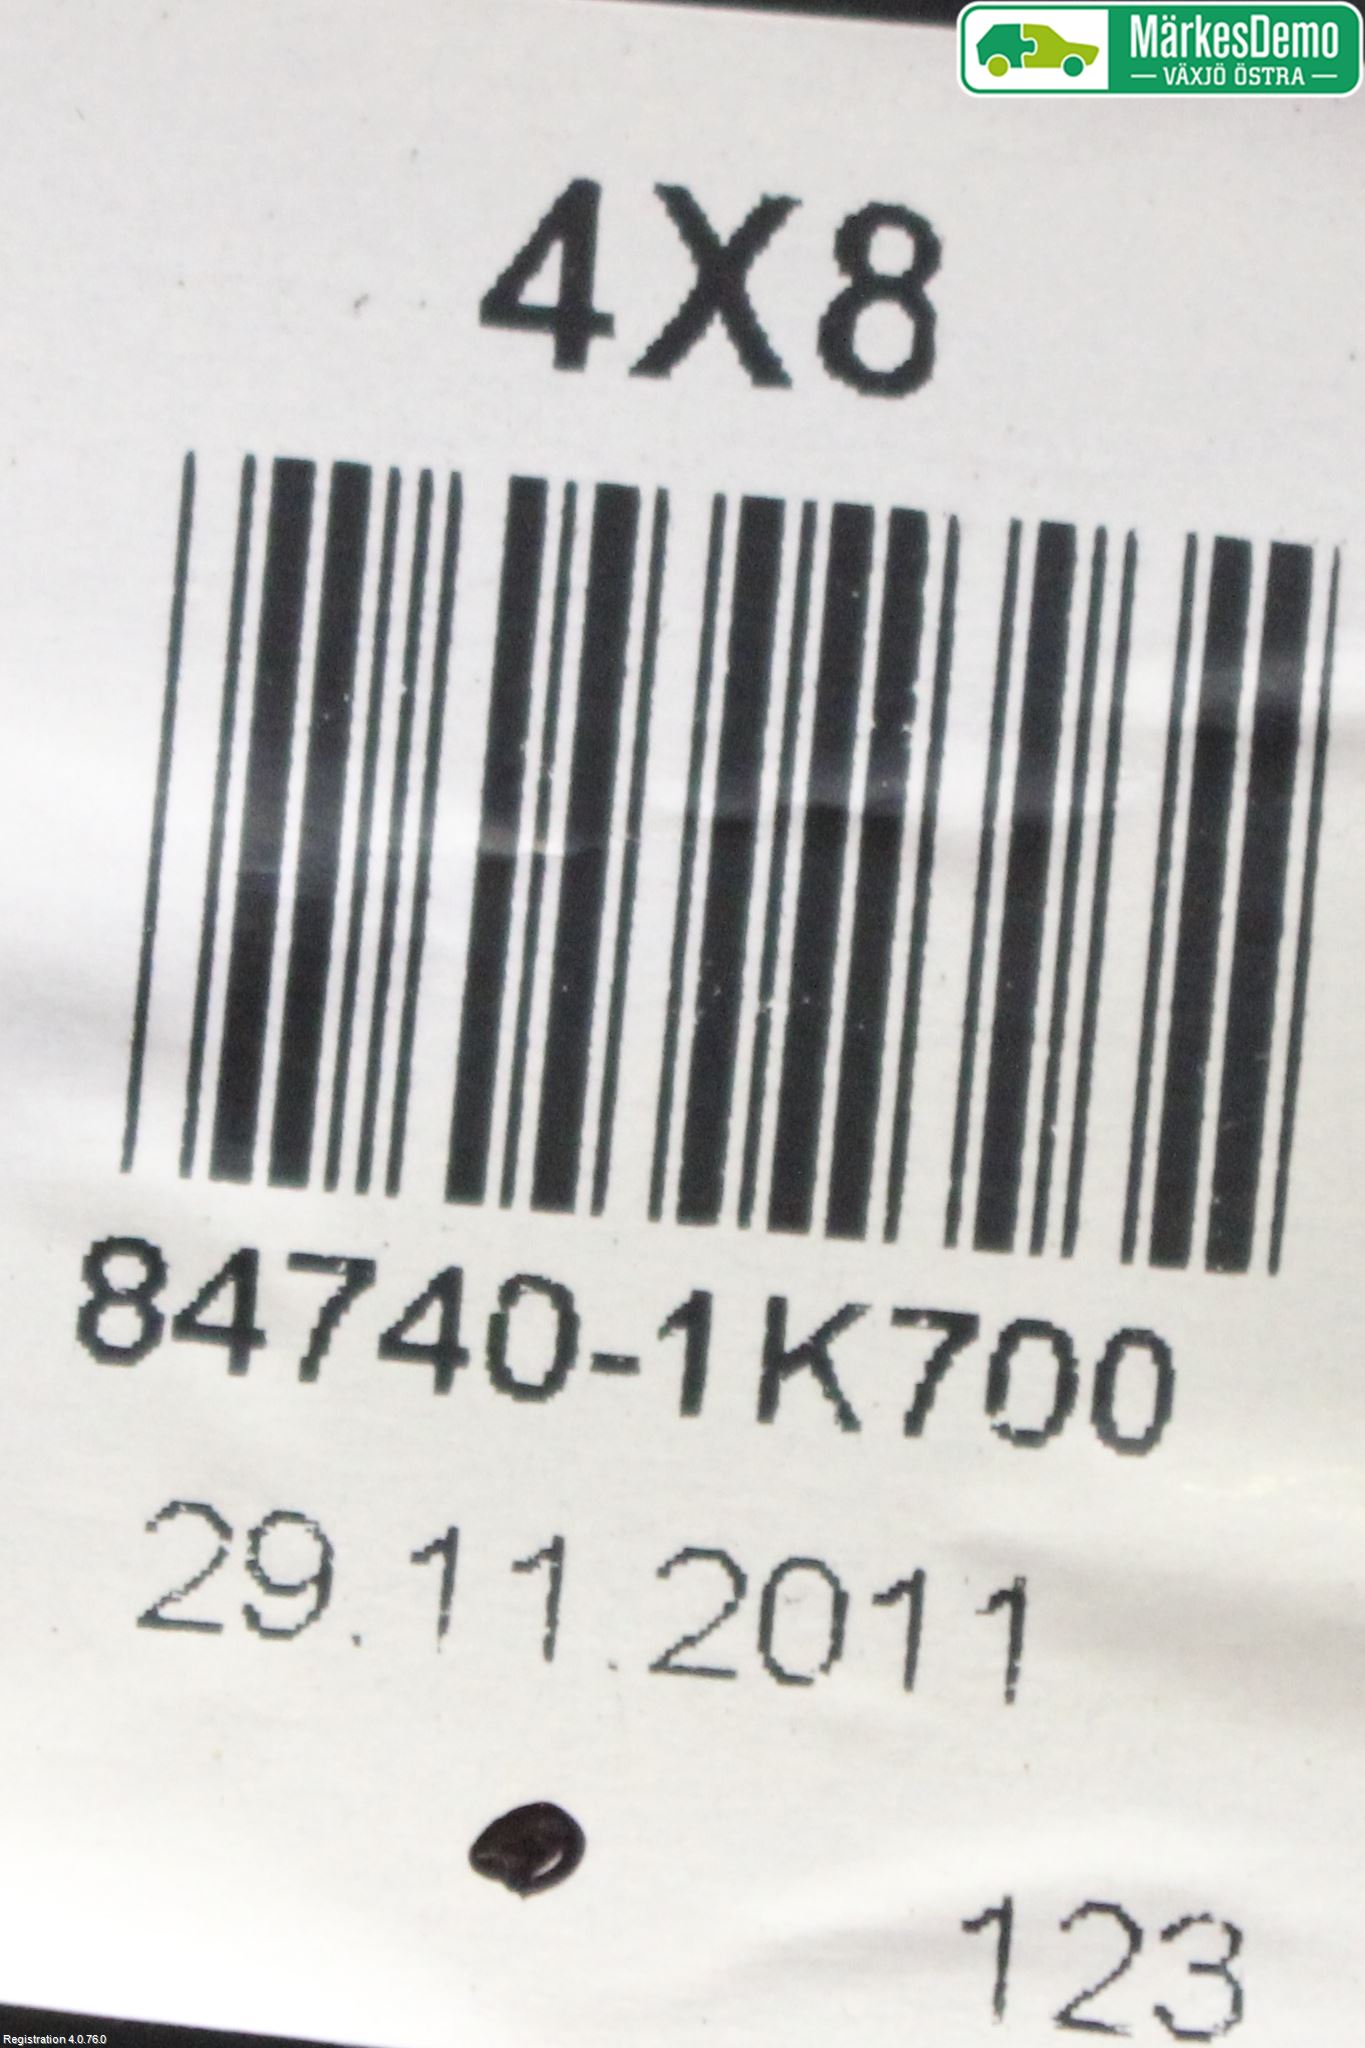 MärkesDemo
VÄXJÖ ÖSTRA
4X8
84740-1K700
29.11.2011
123
Registration 4.0.76.0